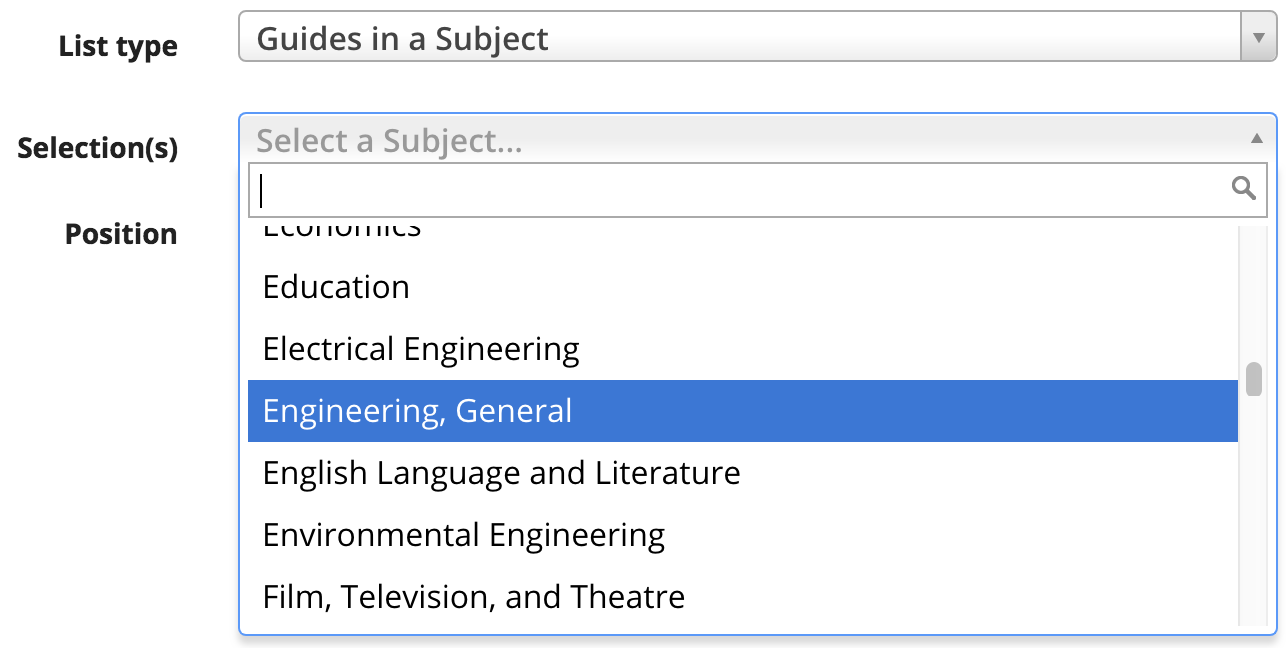 List type
Guides in a Subject
Selection(s)
Select a Subject...
Position
Economics
Education
Electrical Engineering
Engineering, General
English Language and Literature
Environmental Engineering
Film, Television, and Theatre